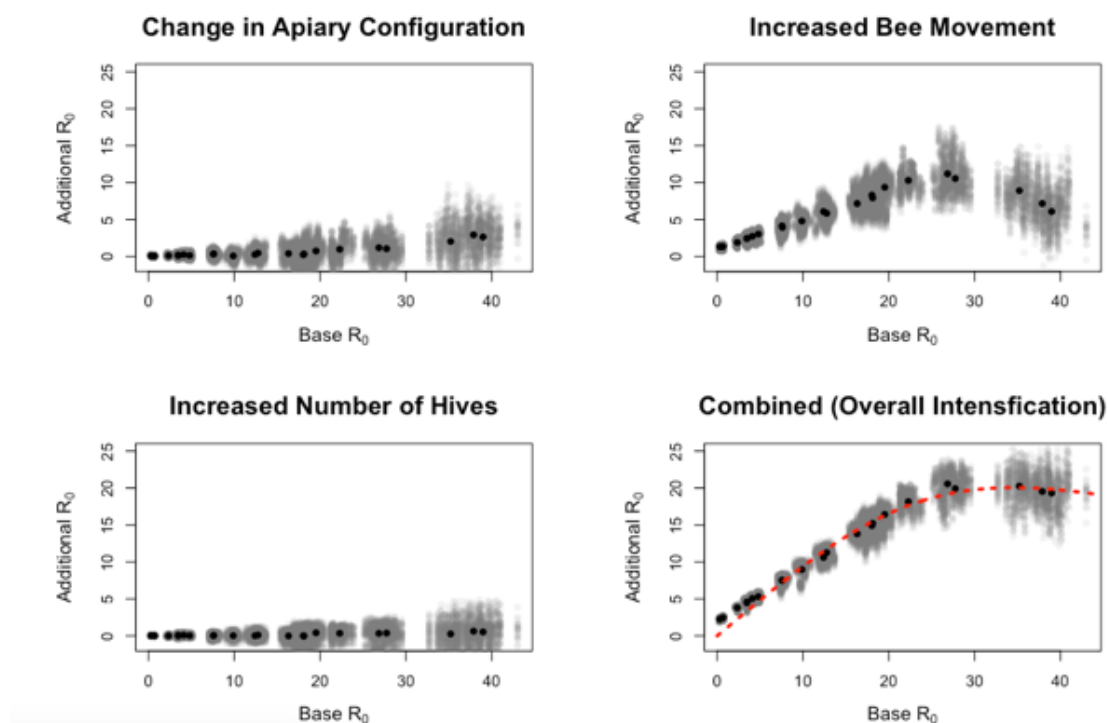 Change in Apiary Configuration
Additional R₀
25
20
15
10
5
0
0 10 20 30 40
Base R₀
Increased Bee Movement
Additional R₀
25
20
15
10
5
0
0 10 20 30 40
Base R₀
Increased Number of Hives
Additional R₀
25
20
15
10
5
0
0 10 20 30 40
Base R₀
Combined (Overall Intensfication)
Additional R₀
25
20
15
10
5
0
0 10 20 30 40
Base R₀